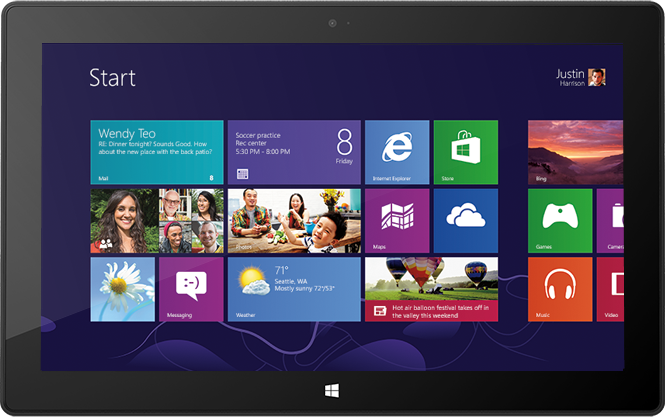 Start
Justin
Harrison
Wendy Teo
RE: Dinner tonight? Sounds Good. How
about the new place with the back patio?
Mail
8
Soccer practice
Rec center
5:30 PM - 8:00 PM
8
Friday
Internet Explorer
Store
Bing
Photos
Maps
Games
Camera
Messaging
71°
Seattle, WA
Mostly sunny 72°/53°
Weather
Hot air balloon festival takes off in
the valley this weekend
Music
Video